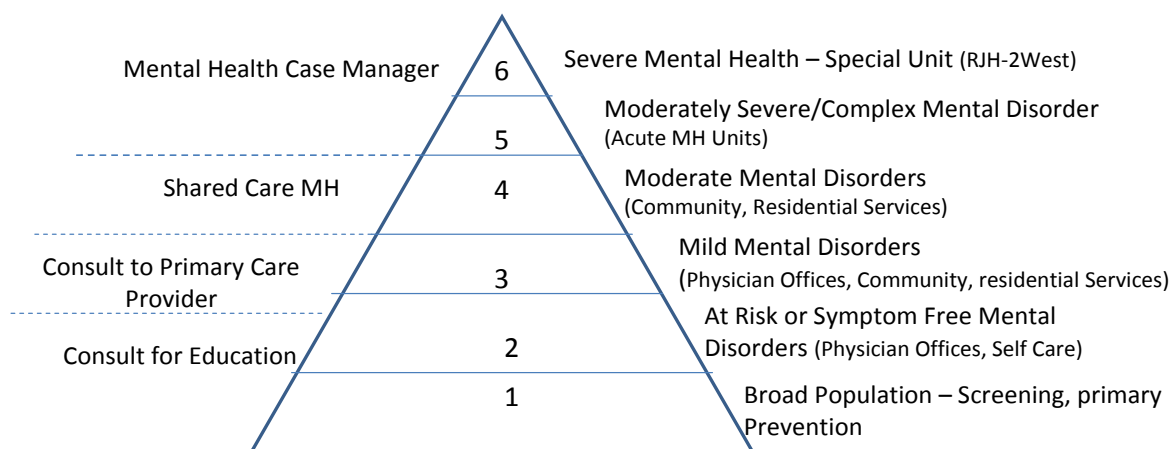 Mental Health Case Manager
6
Severe Mental Health – Special Unit (RJH-2West)
5
Moderately Severe/Complex Mental Disorder
(Acute MH Units)
Shared Care MH
4
Moderate Mental Disorders
(Community, Residential Services)
Consult to Primary Care
Provider
3
Mild Mental Disorders
(Physician Offices, Community, residential Services)
Consult for Education
2
At Risk or Symptom Free Mental
Disorders (Physician Offices, Self Care)
1
Broad Population – Screening, primary
Prevention